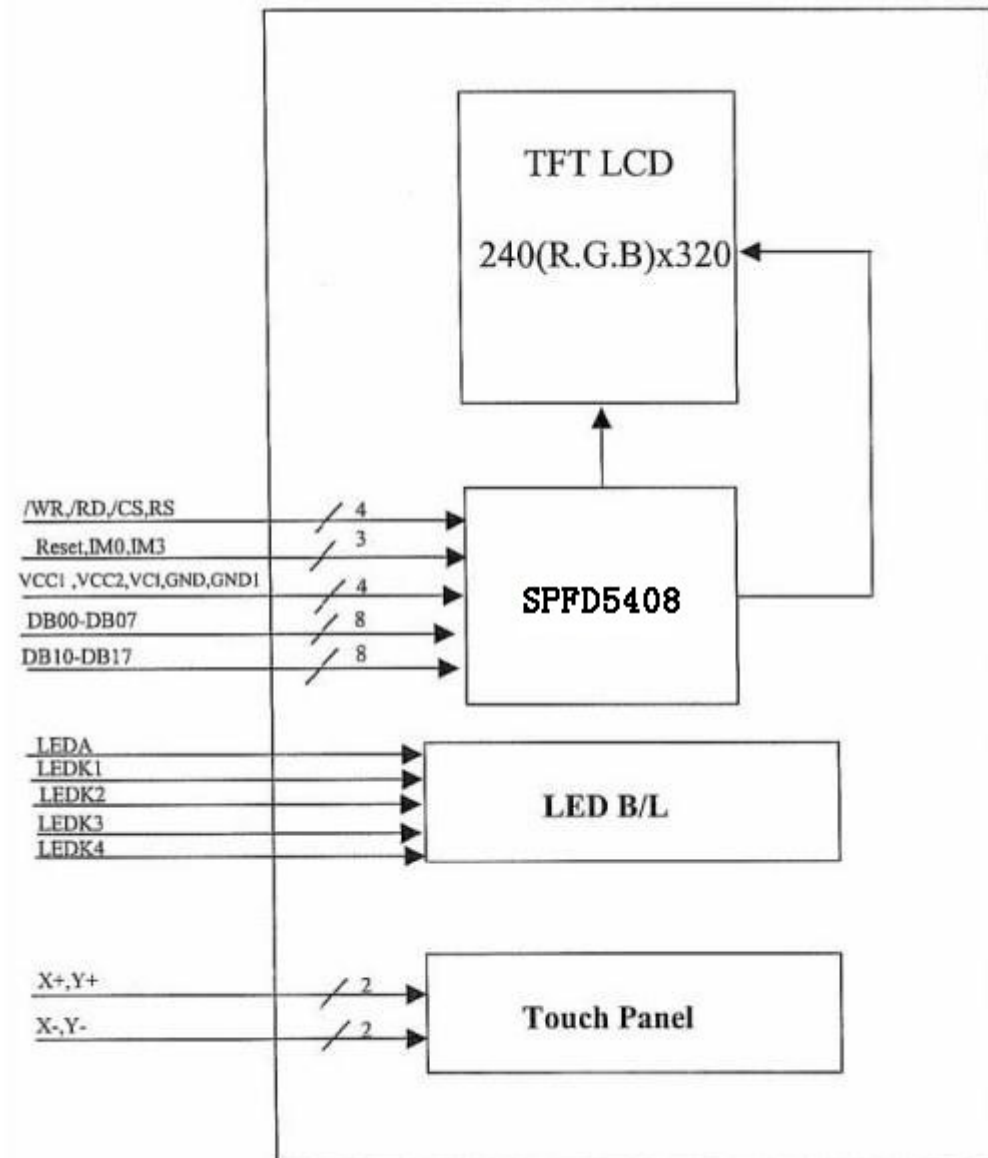 TFT LCD
240(R.G.B)x320
/WR,/RD,/CS,RS
4
Reset,IM0,IM3
3
VCC1 ,VCC2,VCI,GND,GND1
4
DB00-DB07
8
DB10-DB17
8
SPFD5408
LEDA
LEDK1
LEDK2
LEDK3
LEDK4
LED B/L
X+,Y+
2
X-,Y-
2
Touch Panel